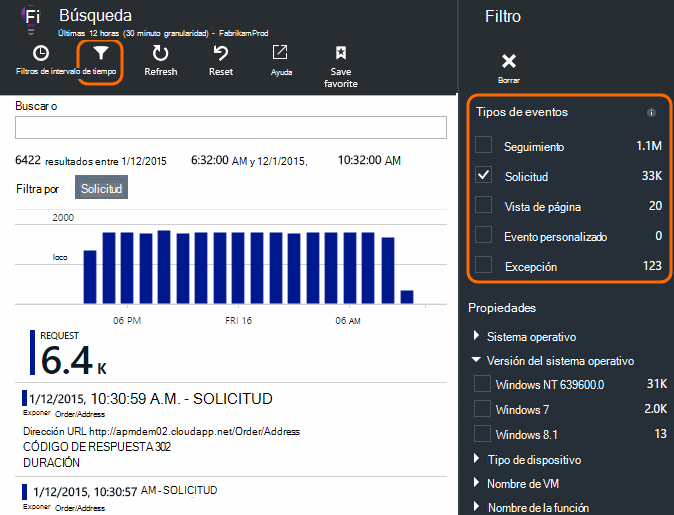 Fi
Búsqueda
Últimas 12 horas (30 minuto granularidad) - FabrikamProd
Filtros de intervalo de tiempo
Refresh
Reset
Ayuda
Save
favorite
Buscar o
6422 resultados entre 1/12/2015 6:32:00 AM y 12/1/2015, 10:32:00 AM
Filtra por Solicitud
2000
loco
06 PM FRI 16 06 AM
REQUEST
6.4 K
1/12/2015, 10:30:59 A.M. - SOLICITUD
Exponer Order/Address
Dirección URL http://apmdem02.cloudapp.net/Order/Address
CÓDIGO DE RESPUESTA 302
DURACIÓN
1/12/2015, 10:30:57 AM - SOLICITUD
Exponer Order/Address
Filtro
Borrar
Tipos de eventos
Seguimiento 1.1M
Solicitud 33K
Vista de página 20
Evento personalizado 0
Excepción 123
Propiedades
Sistema operativo
Versión del sistema operativo
Windows NT 639600.0 31K
Windows 7 2.0K
Windows 8.1 13
Tipo de dispositivo
Nombre de VM
Nombre de la función